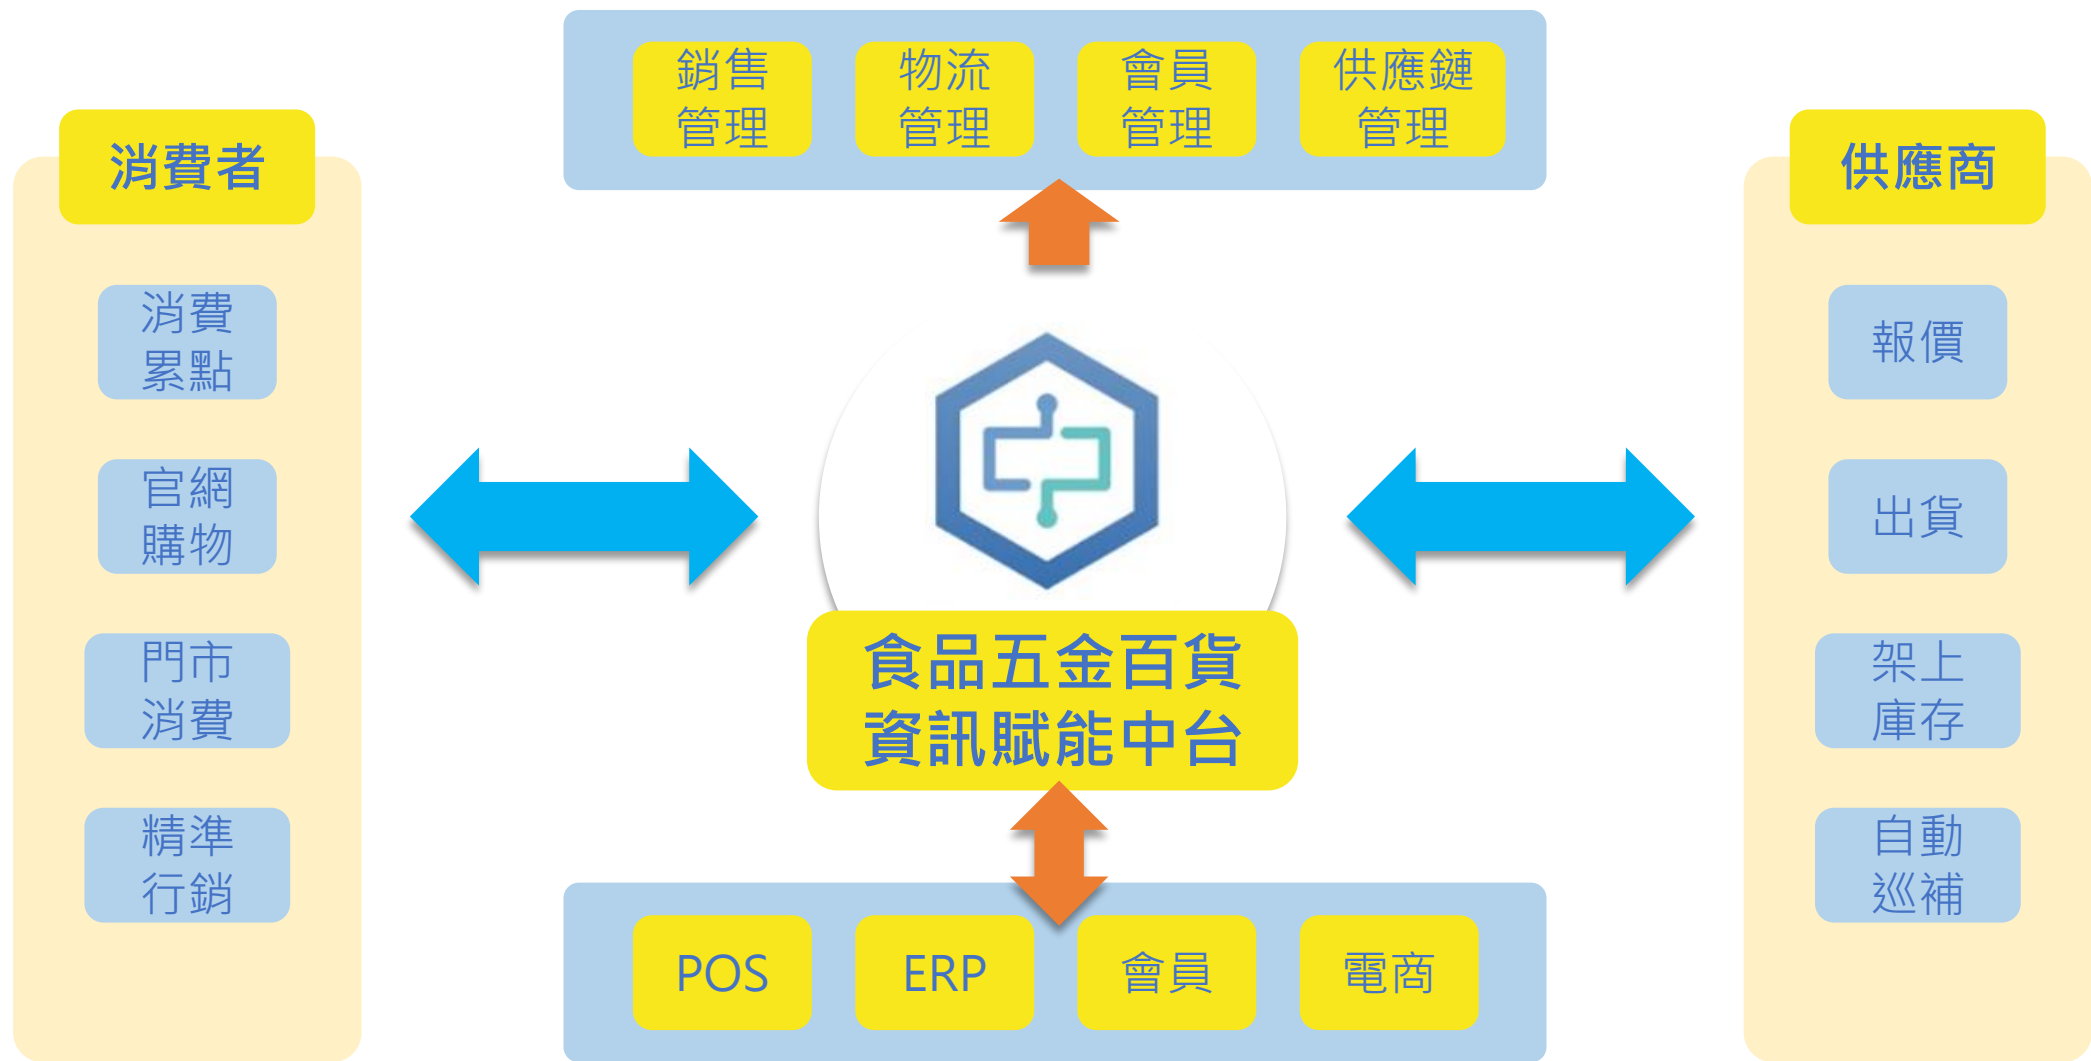 銷售
管理
物流
管理
會員
管理
供應鏈
管理
消費者
消費
累點
官網
購物
門市
消費
精準
行銷
食品五金百貨
資訊賦能中台
供應商
報價
出貨
架上
庫存
自動
巡補
POS
ERP
會員
電商